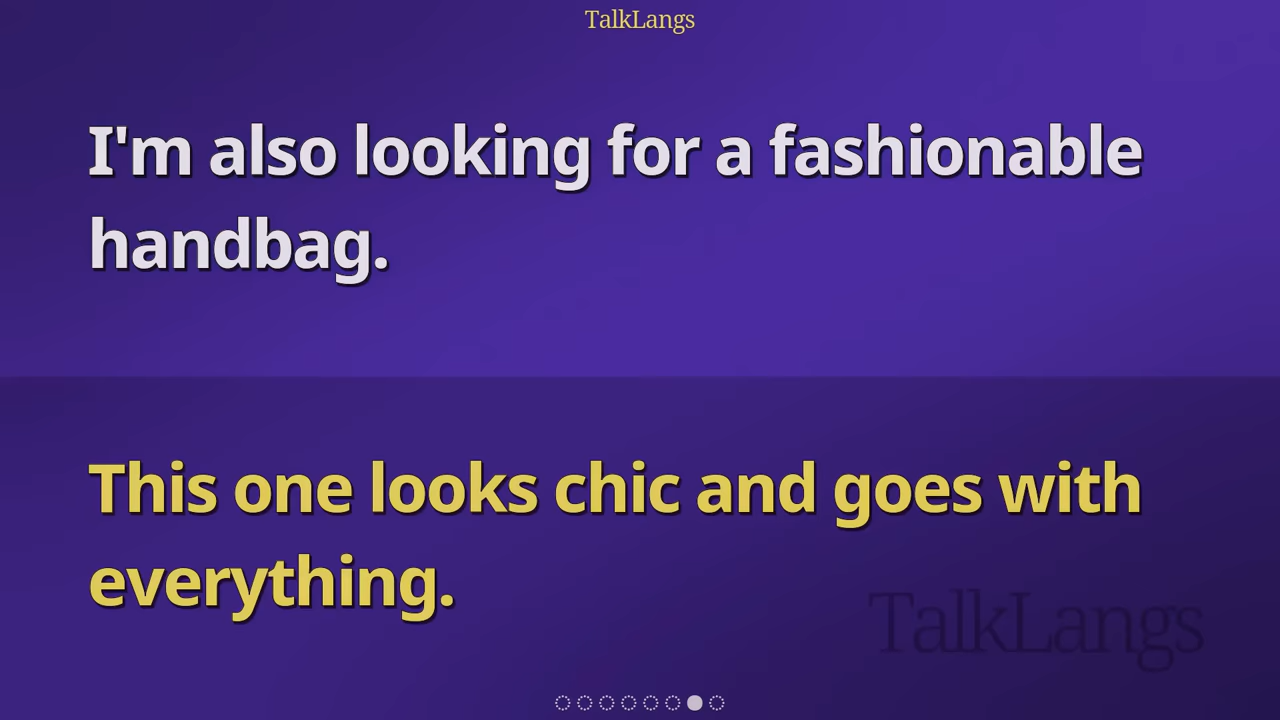 TalkLangs
I'm also looking for a fashionable
handbag.
This one looks chic and goes with
everything.
TalkLangs